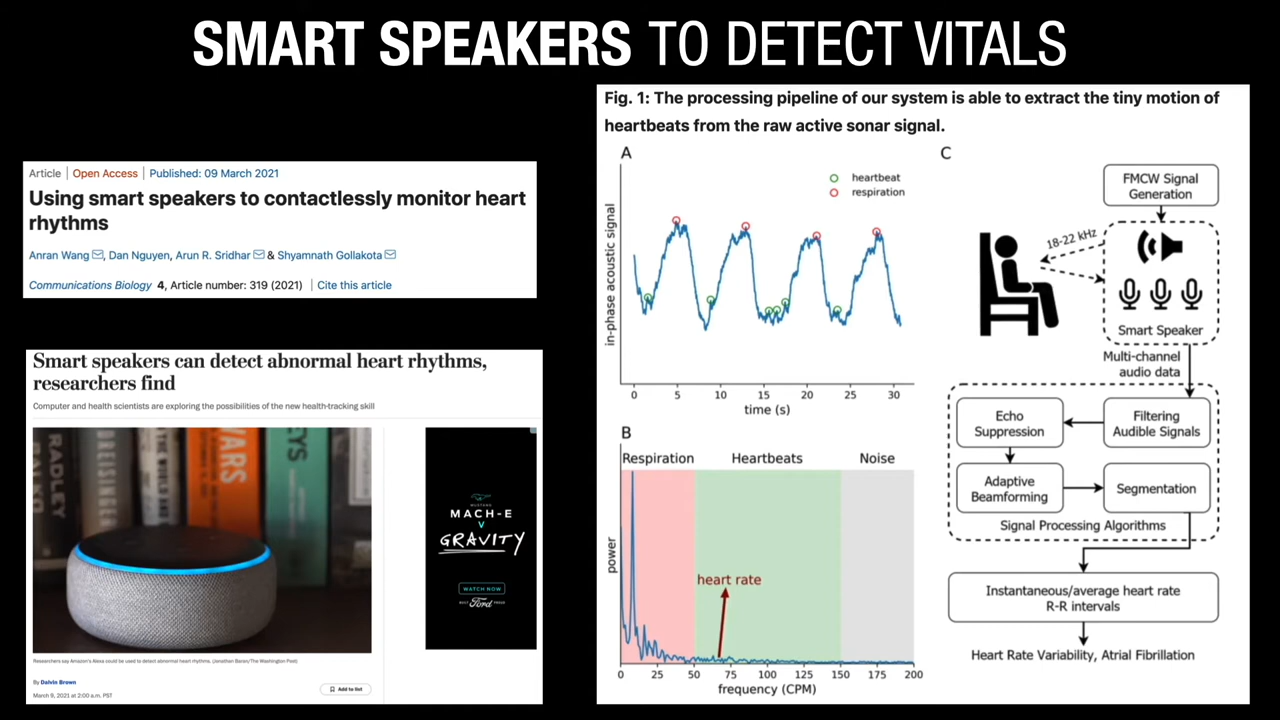 SMART SPEAKERS TO DETECT VITALS
Article | Open Access | Published: 09 March 2021
Using smart speakers to contactlessly monitor heart
rhythms
Anran Wang, Dan Nguyen, Arun R. Sridhar & Shyamnath Gollakota
Communications Biology 4, Article number: 319 (2021) | Cite this article
Smart speakers can detect abnormal heart rhythms,
researchers find
Computer and health scientists are exploring the possibilities of the new health-tracking skill
RADLEY
DREISINGER
WARS
MUSTANG
MACH-E
V
GRAVITY
WATCH NOW
BUILT Ford PROUD
Researchers say Amazon's Alexa could be used to detect abnormal heart rhythms. (Jonathan Baran/The Washington Post)
By Dalvin Brown
March 9, 2021 at 2:00 a.m. PST
Add to list
Fig. 1: The processing pipeline of our system is able to extract the tiny motion of
heartbeats from the raw active sonar signal.
A
heartbeat
respiration
in-phase acoustic signal
0 5 10 15 20 25 30
time (s)
B
Respiration Heartbeats Noise
power
heart rate
0 25 50 75 100 125 150 175 200
frequency (CPM)
C
FMCW Signal
Generation
18-22 kHz
Smart Speaker
Multi-channel
audio data
Echo
Suppression
Filtering
Audible Signals
Adaptive
Beamforming
Segmentation
Signal Processing Algorithms
Instantaneous/average heart rate
R-R intervals
Heart Rate Variability, Atrial Fibrillation